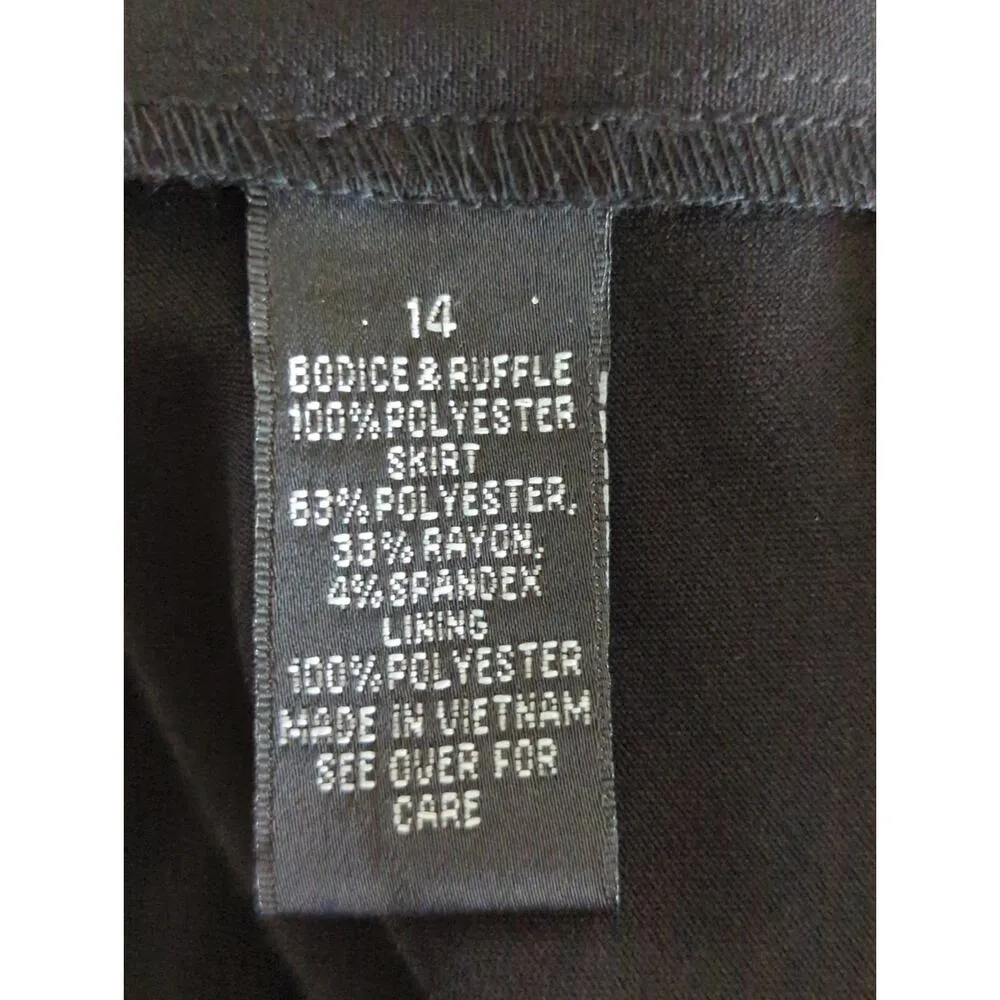 14
BODICE & RUFFLE
100% POLYESTER
SKIRT
63% POLYESTER,
33% RAYON,
4% SPANDEX
LINING
100% POLYESTER
MADE IN VIETNAM
SEE OVER FOR
CARE